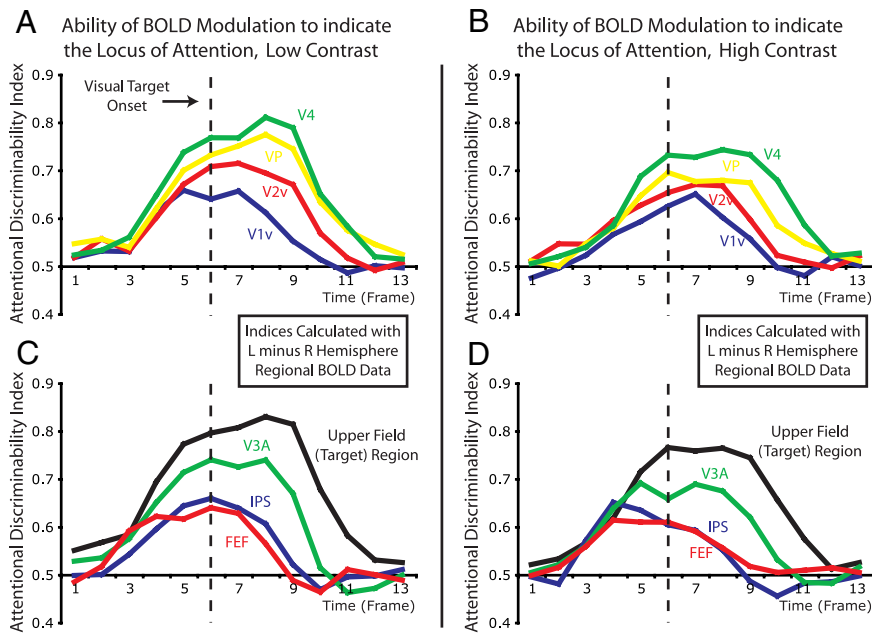 A
Ability of BOLD Modulation to indicate
the Locus of Attention, Low Contrast
Attentional Discriminability Index
0.9
0.8
0.7
0.6
0.5
0.4
Visual Target
Onset
V4
VP
V2v
V1v
1 3 5 7 9 11 13
Time (Frame)
B
Ability of BOLD Modulation to indicate
the Locus of Attention, High Contrast
Attentional Discriminability Index
0.9
0.8
0.7
0.6
0.5
0.4
V4
VP
V2v
V1v
1 3 5 7 9 11 13
Time (Frame)
Indices Calculated with
L minus R Hemisphere
Regional BOLD Data
Indices Calculated with
L minus R Hemisphere
Regional BOLD Data
C
Attentional Discriminability Index
0.9
0.8
0.7
0.6
0.5
0.4
Upper Field
(Target) Region
V3A
IPS
FEF
1 3 5 7 9 11 13
Time (Frame)
D
Attentional Discriminability Index
0.9
0.8
0.7
0.6
0.5
0.4
Upper Field
(Target) Region
V3A
IPS
FEF
1 3 5 7 9 11 13
Time (Frame)